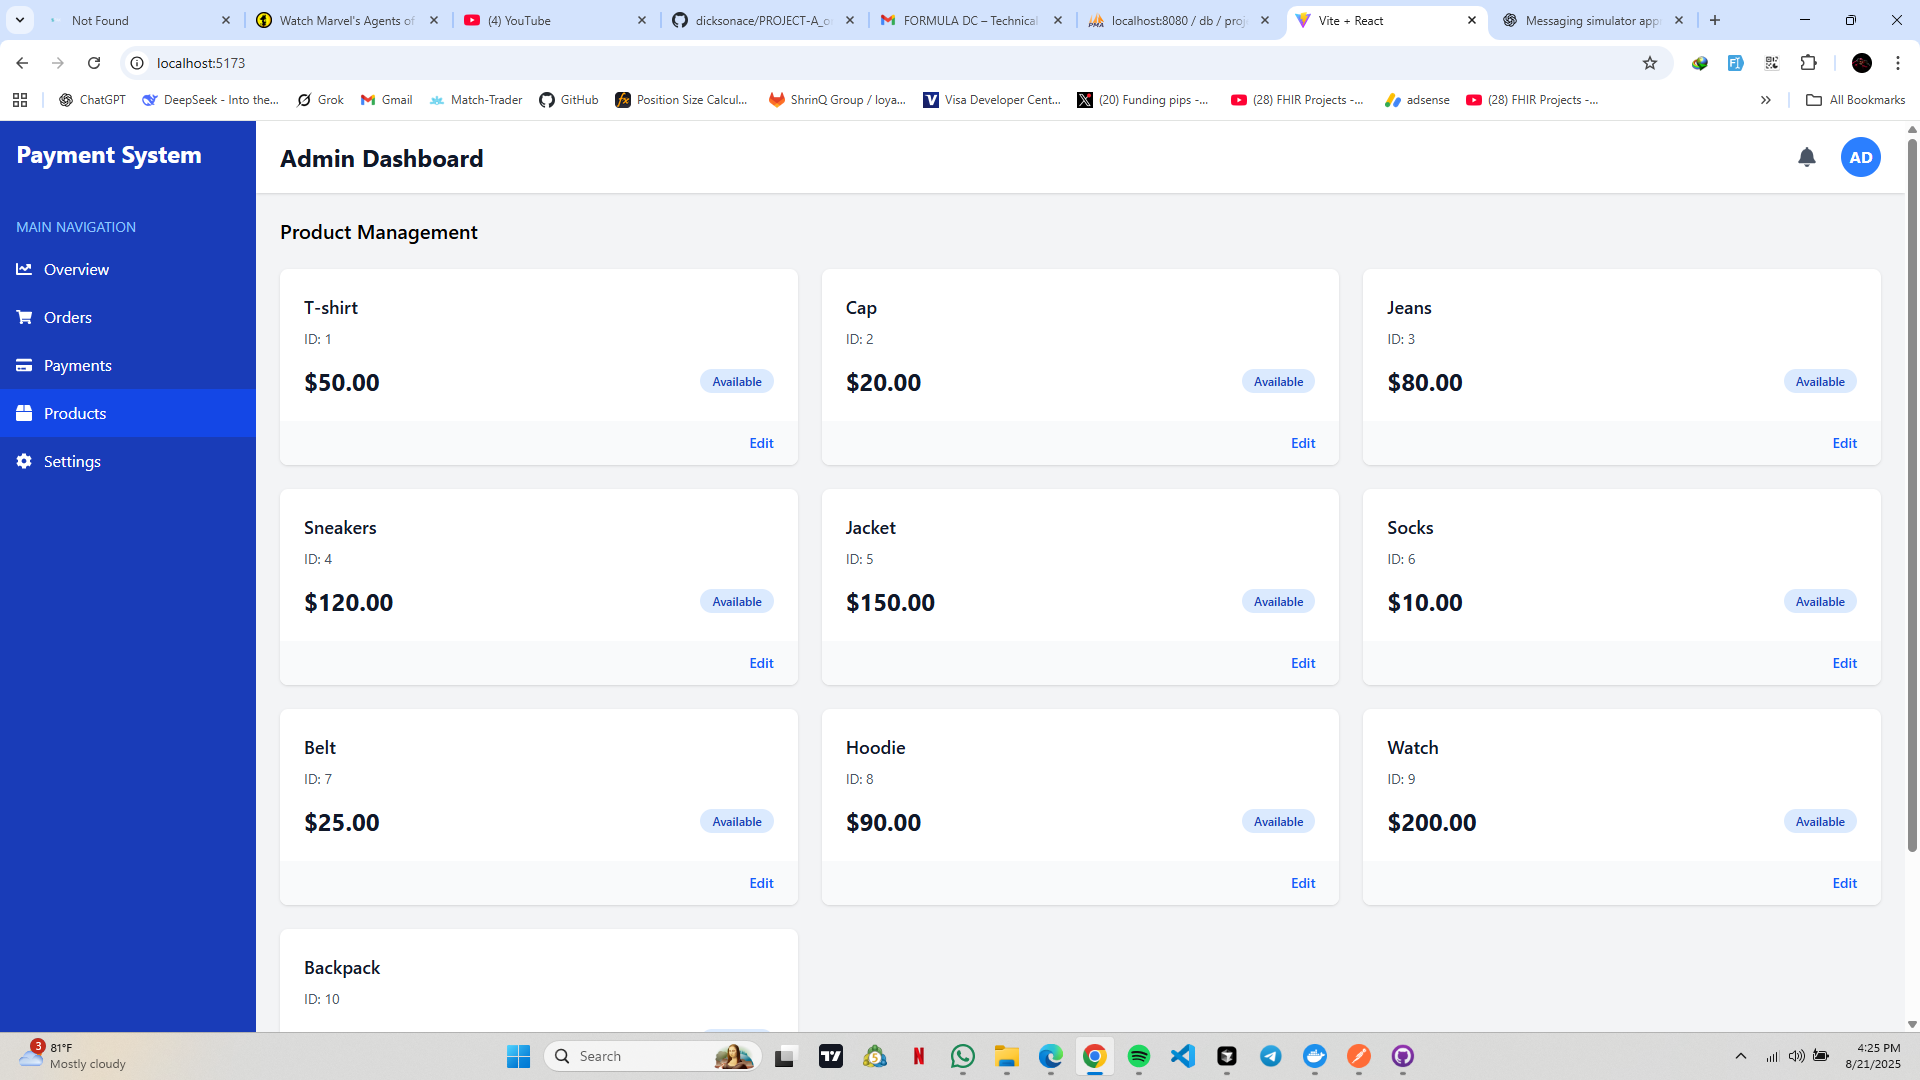 Not Found
Watch Marvel's Agents of
(4) YouTube
dicksonace/PROJECT-A_o
FORMULA DC – Technical
localhost:8080 / db / proj
Vite + React
Messaging simulator app
localhost:5173
ChatGPT
DeepSeek - Into the...
Grok
Gmail
Match-Trader
GitHub
Position Size Calcul...
ShrinQ Group / loya...
Visa Developer Cent...
(20) Funding pips -...
(28) FHIR Projects -...
adsense
(28) FHIR Projects -...
All Bookmarks
Payment System
MAIN NAVIGATION
Overview
Orders
Payments
Products
Settings
Admin Dashboard
AD
Product Management
T-shirt
ID: 1
$50.00
Available
Edit
Cap
ID: 2
$20.00
Available
Edit
Jeans
ID: 3
$80.00
Available
Edit
Sneakers
ID: 4
$120.00
Available
Edit
Jacket
ID: 5
$150.00
Available
Edit
Socks
ID: 6
$10.00
Available
Edit
Belt
ID: 7
$25.00
Available
Edit
Hoodie
ID: 8
$90.00
Available
Edit
Watch
ID: 9
$200.00
Available
Edit
Backpack
ID: 10
3
81°F
Mostly cloudy
Search
4:25 PM
8/21/2025